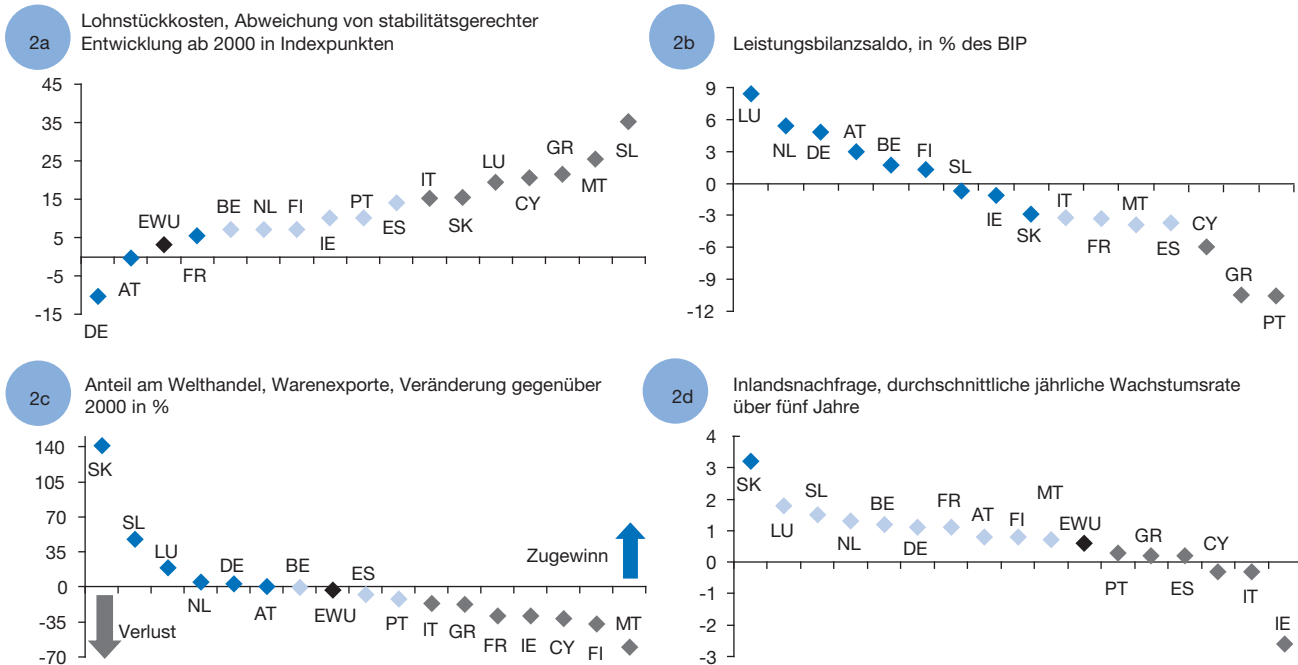 2a
Lohnstückkosten, Abweichung von stabilitätsgerechter
Entwicklung ab 2000 in Indexpunkten
45
35
25
15
5
-5
-15
DE
AT
EWU
FR
BE
NL
FI
IE
PT
ES
IT
SK
LU
CY
GR
MT
SL
2b
Leistungsbilanzsaldo, in % des BIP
9
6
3
0
-3
-6
-9
-12
LU
NL
DE
AT
BE
FI
SL
IE
SK
IT
FR
MT
ES
CY
GR
PT
2c
Anteil am Welthandel, Warenexporte, Veränderung gegenüber
2000 in %
140
105
70
35
0
-35
-70
SK
SL
LU
NL
DE
AT
BE
EWU
ES
PT
IT
GR
FR
IE
CY
FI
MT
Zugewinn
Verlust
2d
Inlandsnachfrage, durchschnittliche jährliche Wachstumsrate
über fünf Jahre
4
3
2
1
0
-1
-2
-3
SK
LU
SL
NL
BE
DE
FR
AT
FI
MT
EWU
PT
GR
ES
CY
IT
IE